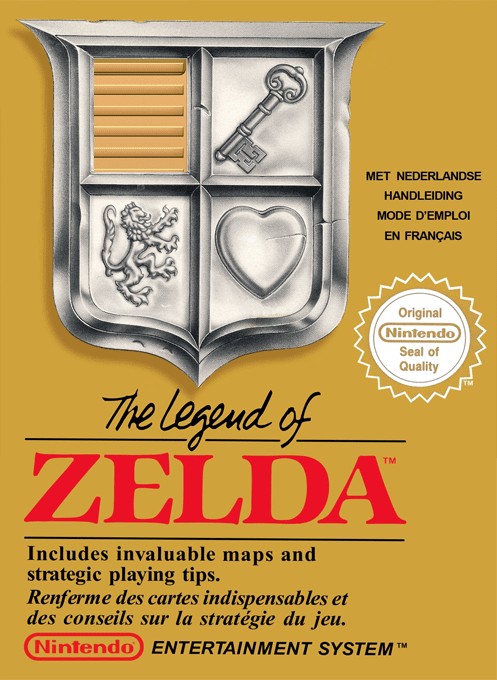 MET NEDERLANDSE
HANDLEIDING
MODE D'EMPLOI
EN FRANÇAIS
Original
Nintendo
Seal of
Quality
TM
The Legend of
ZELDA™
Includes invaluable maps and
strategic playing tips.
Renferme des cartes indispensables et
des conseils sur la stratégie du jeu.
Nintendo ENTERTAINMENT SYSTEM™